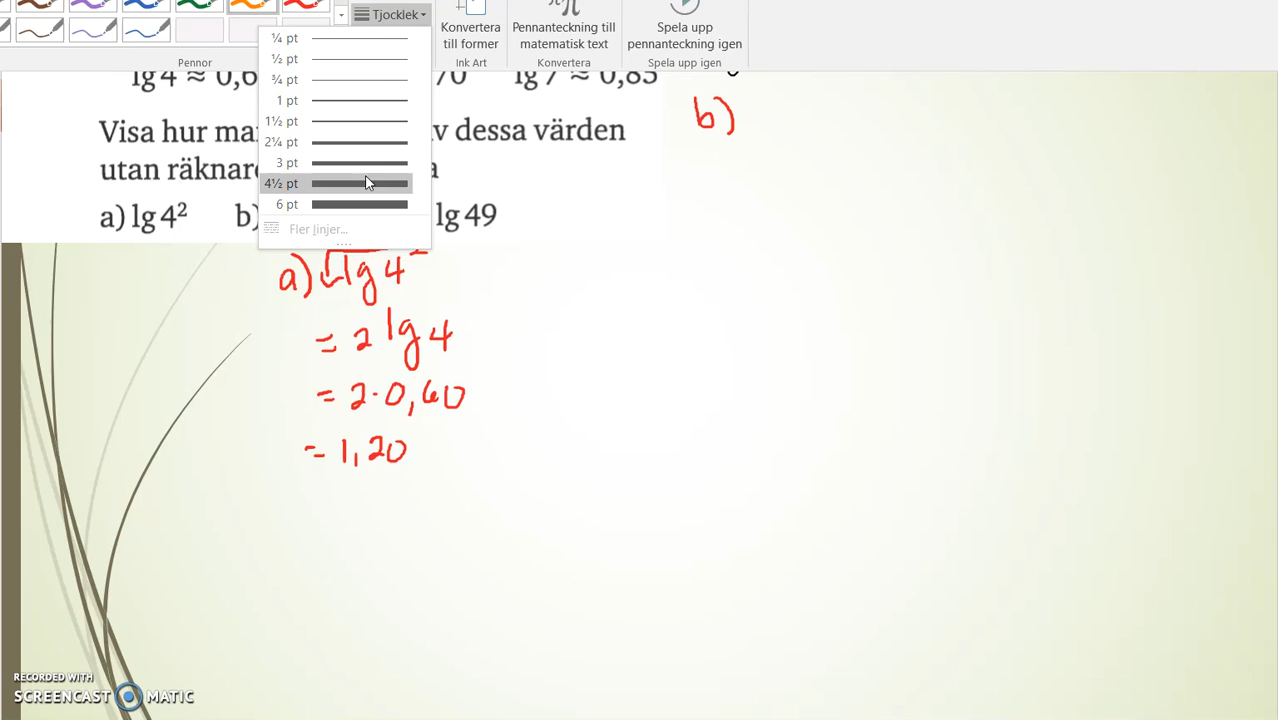 Tjocklek
Konvertera
till former
Pennanteckning till
matematisk text
Spela upp
pennanteckning igen
Pennor
Ink Art
Konvertera
Spela upp igen
¼ pt
½ pt
¾ pt
1 pt
1½ pt
2¼ pt
3 pt
4½ pt
6 pt
Fler linjer...
lg 4 ≈ 0,6
70 lg 7 ≈ 0,85
Visa hur
v dessa värden
utan
a
a) lg 4² b)
lg 49
b)
a) lg 4²
= 2 lg 4
= 2·0,60
= 1,20
RECORDED WITH
SCREENCAST MATIC